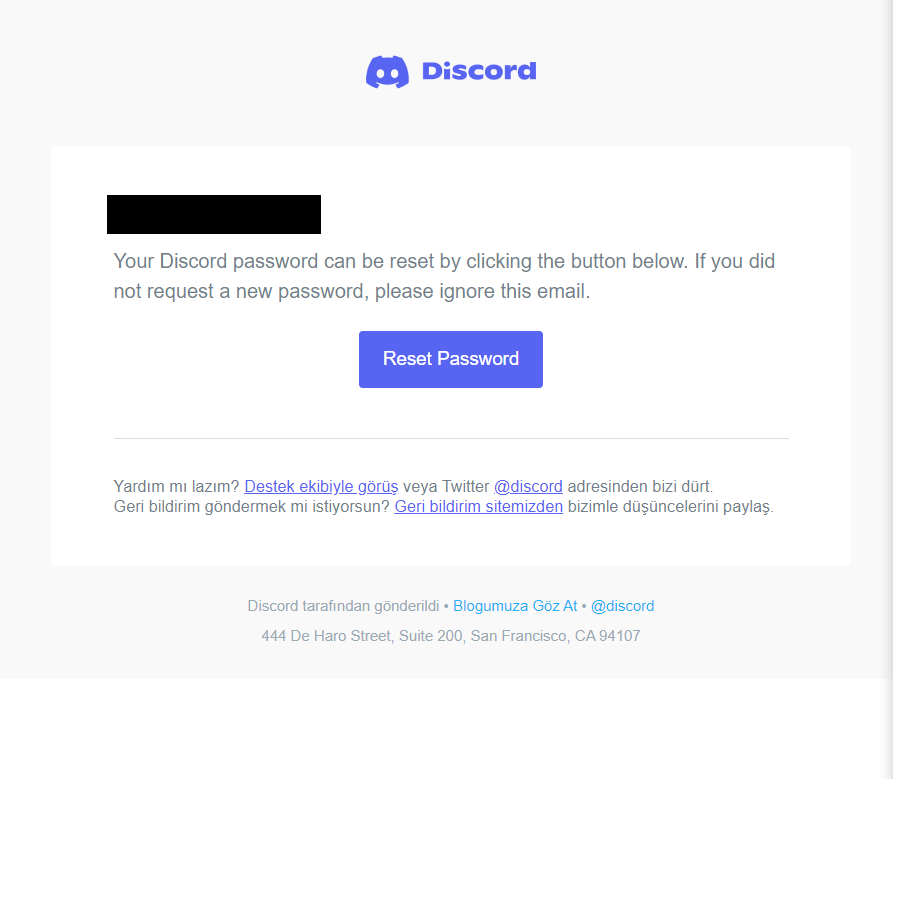 Discord
Your Discord password can be reset by clicking the button below. If you did
not request a new password, please ignore this email.
Reset Password
Yardım mı lazım? Destek ekibiyle görüş veya Twitter @discord adresinden bizi dürt.
Geri bildirim göndermek mi istiyorsun? Geri bildirim sitemizden bizimle düşüncelerini paylaş.
Discord tarafından gönderildi • Blogumuza Göz At • @discord
444 De Haro Street, Suite 200, San Francisco, CA 94107